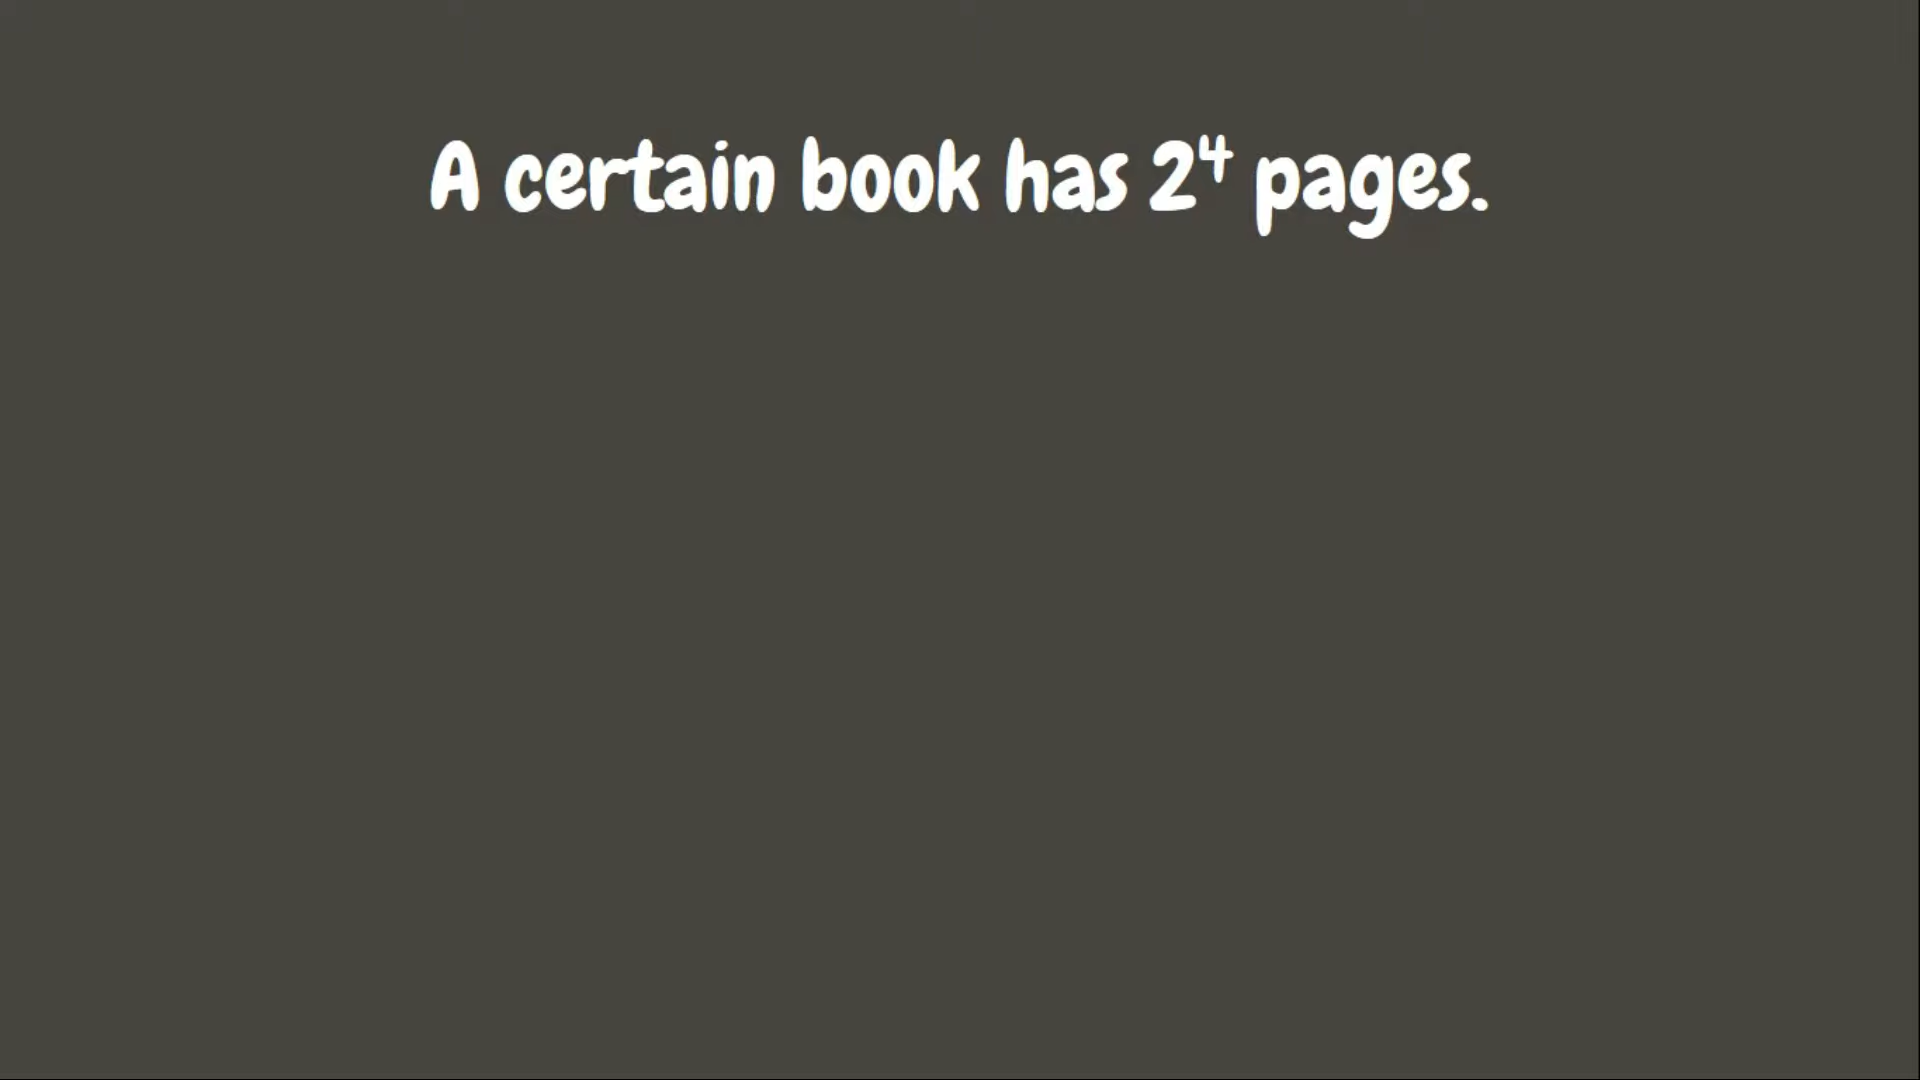 A certain book has 2⁴ pages.